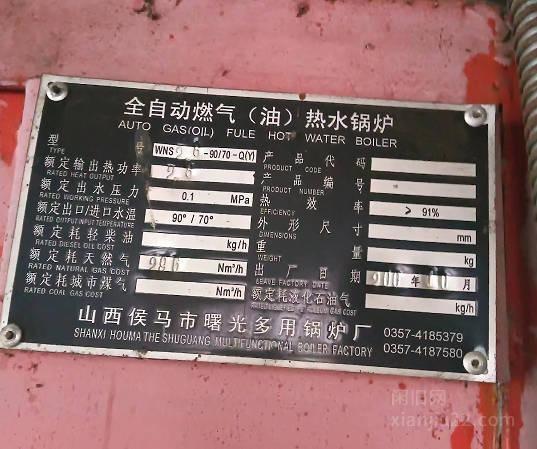 全自动燃气（油）热水锅炉
AUTO GAS(OIL) FULE HOT WATER BOILER
型号 WNS -90/70-Q(Y) 产品代码
TYPE PRODUCT CODE
额定输出热功率 产品编号
RATED HEAT OUTPUT PRODUCT NUMBER
额定出水压力 0.1 MPa 热效率 > 91%
RATED WORKING PRESSURE EFFICIENCY
额定出口/进口水温 90°/70° 外形尺寸 mm
RATED OUTPUT/INPUT TEMPERATURE DIMENSIONS
额定耗轻柴油 kg/h 重量 kg
RATED DIESEL OIL COST WEIGHT
额定耗天然气 Nm³/h 出厂日期 年 月
RATED NATURAL GAS COST LEAVE FACTORY DATE
额定耗城市煤气 Nm³/h 额定耗液化石油气 kg/h
RATED COAL GAS COST GAS COST
山西侯马市曙光多用锅炉厂 0357-4185379
SHANXI HOUMA THE SHUGUANG MULTIFUNCTIONAL BOILER FACTORY 0357-4187580
闲旧网
xianjiu22.com